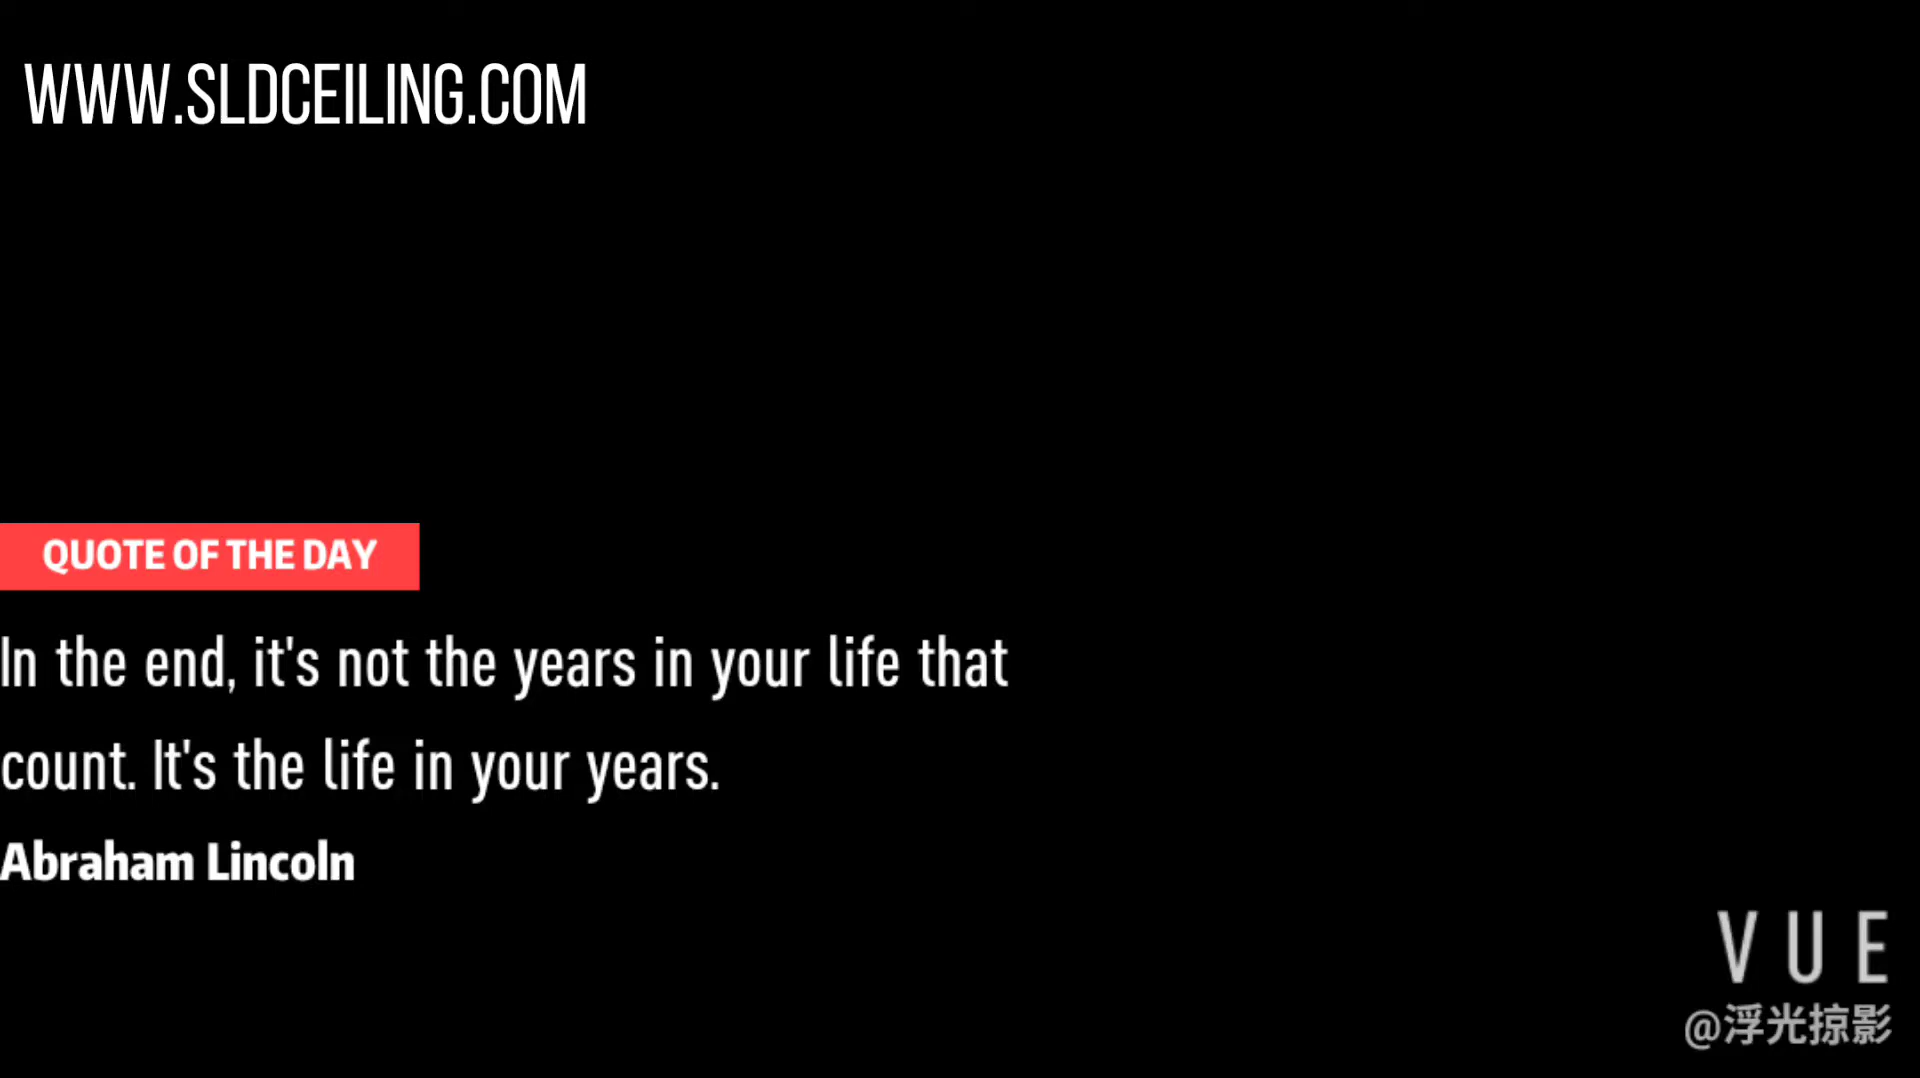 WWW.SLDCEILING.COM
QUOTE OF THE DAY
In the end, it's not the years in your life that
count. It's the life in your years.
Abraham Lincoln
VUE
@浮光掠影